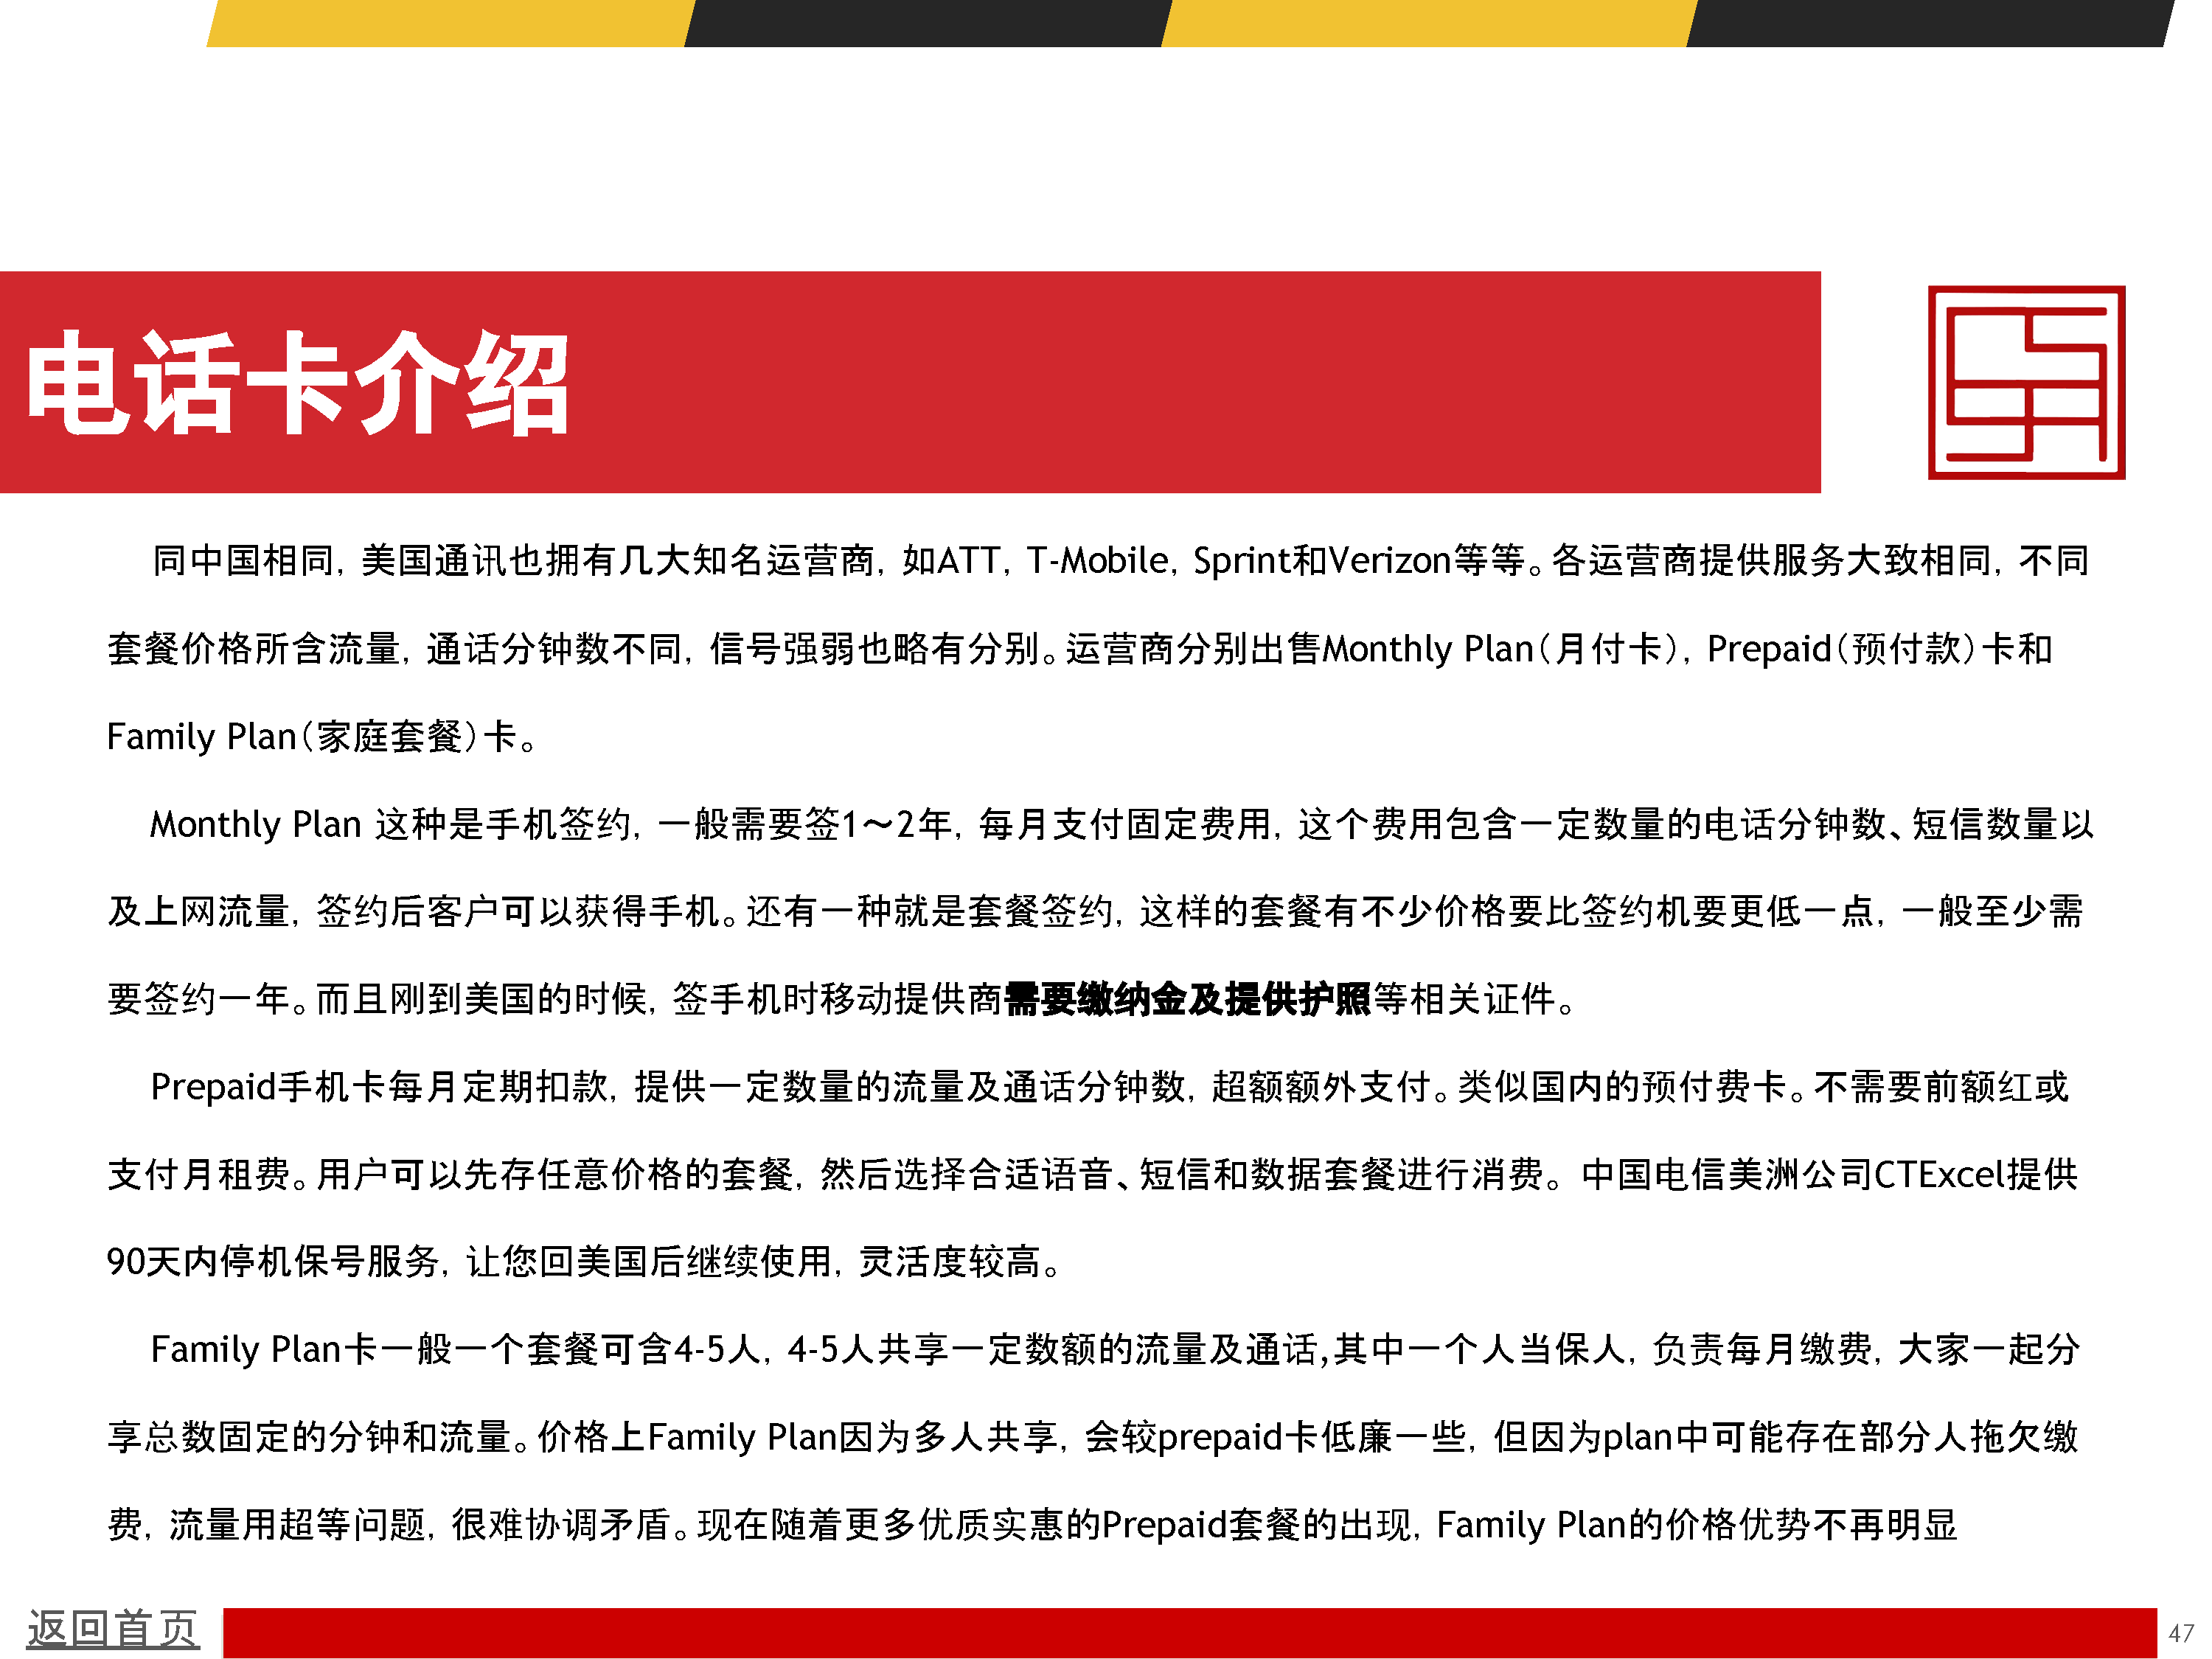 电话卡介绍
同中国相同，美国通讯也拥有几大知名运营商，如ATT，T-Mobile，Sprint和Verizon等等。各运营商提供服务大致相同，不同
套餐价格所含流量，通话分钟数不同，信号强弱也略有分别。运营商分别出售Monthly Plan（月付卡），Prepaid（预付款）卡和
Family Plan（家庭套餐）卡。
Monthly Plan 这种是手机签约，一般需要签1～2年，每月支付固定费用，这个费用包含一定数量的电话分钟数、短信数量以
及上网流量，签约后客户可以获得手机。还有一种就是套餐签约，这样的套餐有不少价格要比签约机要更低一点，一般至少需
要签约一年。而且刚到美国的时候，签手机时移动提供商需要缴纳金及提供护照等相关证件。
Prepaid手机卡每月定期扣款，提供一定数量的流量及通话分钟数，超额额外支付。类似国内的预付费卡。不需要前额红或
支付月租费。用户可以先存任意价格的套餐，然后选择合适语音、短信和数据套餐进行消费。 中国电信美洲公司CTExcel提供
90天内停机保号服务，让您回美国后继续使用，灵活度较高。
Family Plan卡一般一个套餐可含4-5人，4-5人共享一定数额的流量及通话,其中一个人当保人，负责每月缴费，大家一起分
享总数固定的分钟和流量。价格上Family Plan因为多人共享，会较prepaid卡低廉一些，但因为plan中可能存在部分人拖欠缴
费，流量用超等问题，很难协调矛盾。现在随着更多优质实惠的Prepaid套餐的出现，Family Plan的价格优势不再明显
返回首页
47